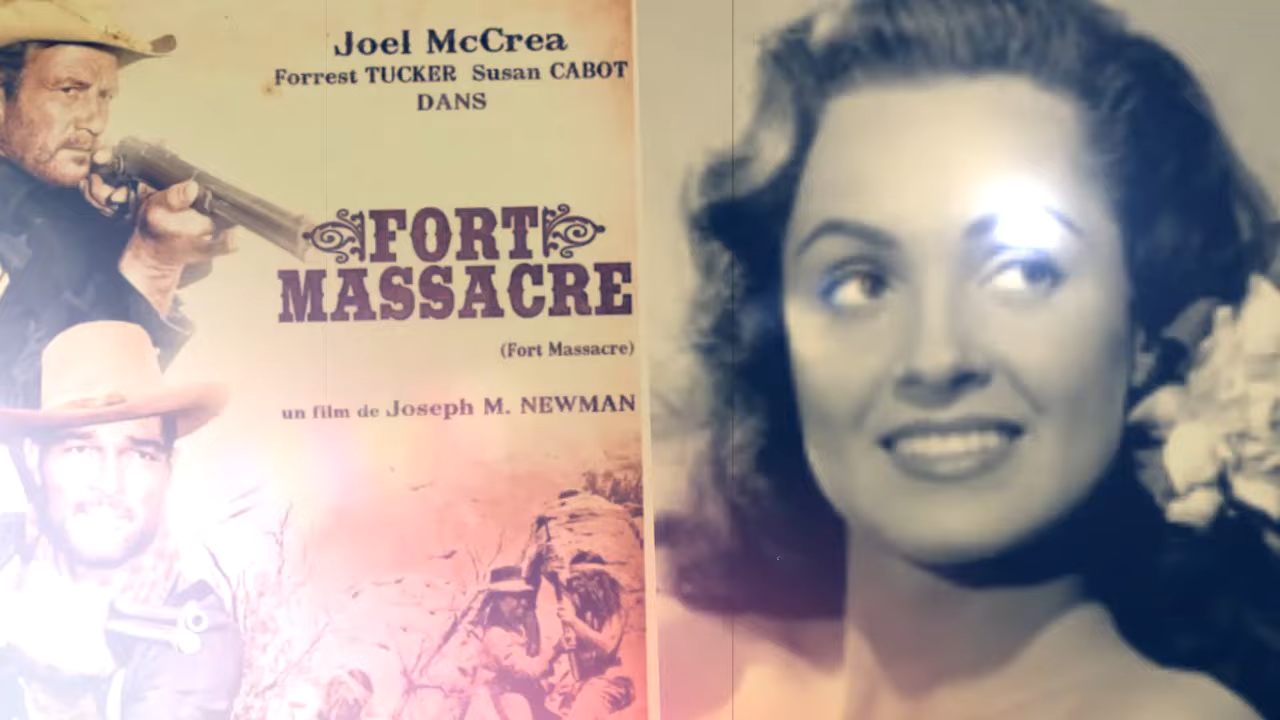 Joel McCrea
Forrest TUCKER Susan CABOT
DANS
FORT
MASSACRE
(Fort Massacre)
un film de Joseph M. NEWMAN